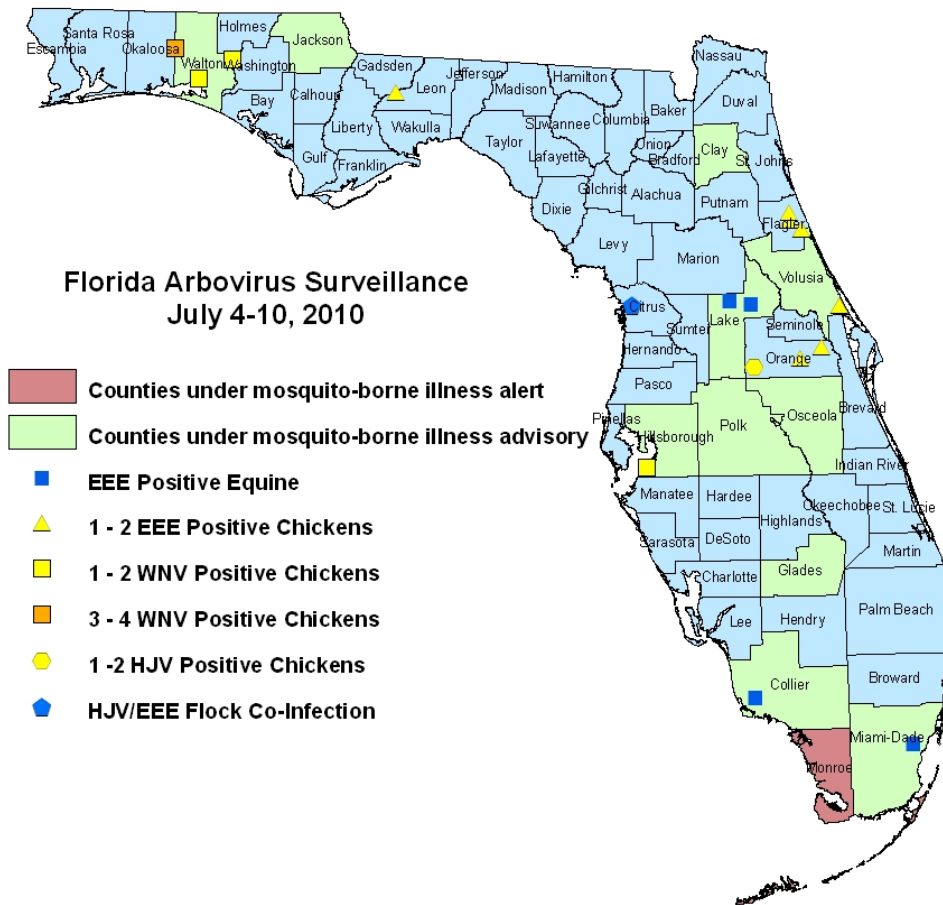 Holmes
Jackson
Santa Rosa
Escambia
Okaloosa
Walton
Washington
Gadsden
Nassau
Jefferson
Hamilton
Madison
Leon
Calhoun
Bay
Baker
Duval
Columbia
Suwannee
Liberty
Wakulla
Taylor
Union
Bradford
Clay
St. Johns
Lafayette
Gulf
Franklin
Gilchrist
Alachua
Putnam
Dixie
Flagler
Levy
Marion
Volusia
Florida Arbovirus Surveillance
July 4-10, 2010
Citrus
Lake
Sumter
Seminole
Hernando
Orange
Pasco
Counties under mosquito-borne illness alert
Counties under mosquito-borne illness advisory
Pinellas
Hillsborough
Polk
Osceola
Brevard
Indian River
EEE Positive Equine
Manatee
Hardee
Okeechobee
St. Lucie
Highlands
1 - 2 EEE Positive Chickens
Sarasota
DeSoto
Martin
1 - 2 WNV Positive Chickens
Charlotte
Glades
3 - 4 WNV Positive Chickens
Lee
Hendry
Palm Beach
1 -2 HJV Positive Chickens
Collier
Broward
HJV/EEE Flock Co-Infection
Miami-Dade
Monroe